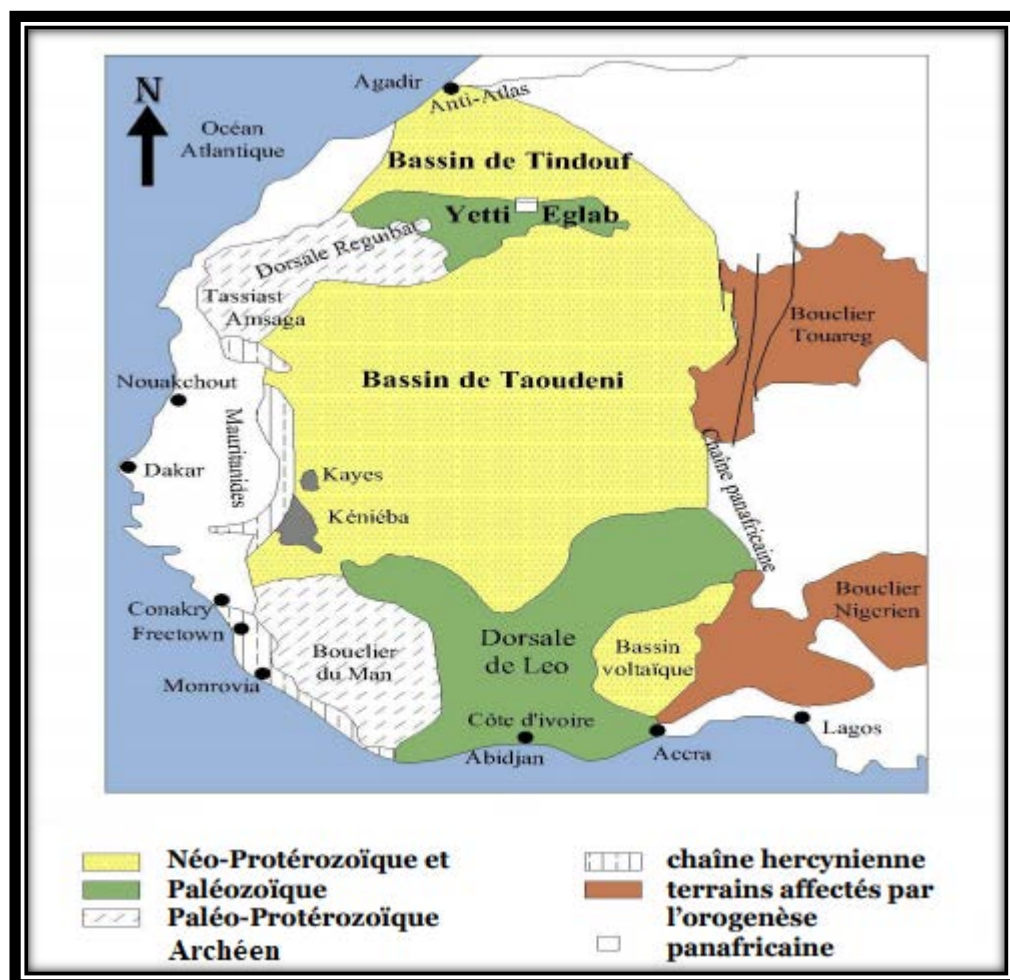 N
Agadir
Anti-Atlas
Océan
Atlantique
Bassin de Tindouf
Yetti Eglab
Dorsale Reguibat
Tassiast
Amsaga
Bouclier
Touareg
Bassin de Taoudeni
Nouakchott
Mauritanides
Dakar
Kayes
Kéniéba
Chaîne panafricaine
Conakry
Freetown
Monrovia
Bouclier
du Man
Dorsale
de Leo
Bassin
voltaïque
Bouclier
Nigerien
Côte d'ivoire
Abidjan
Accra
Lagos
Néo-Protérozoïque et
Paléozoïque
Paléo-Protérozoïque
Archéen
chaîne hercynienne
terrains affectés par
l'orogenèse
panafricaine